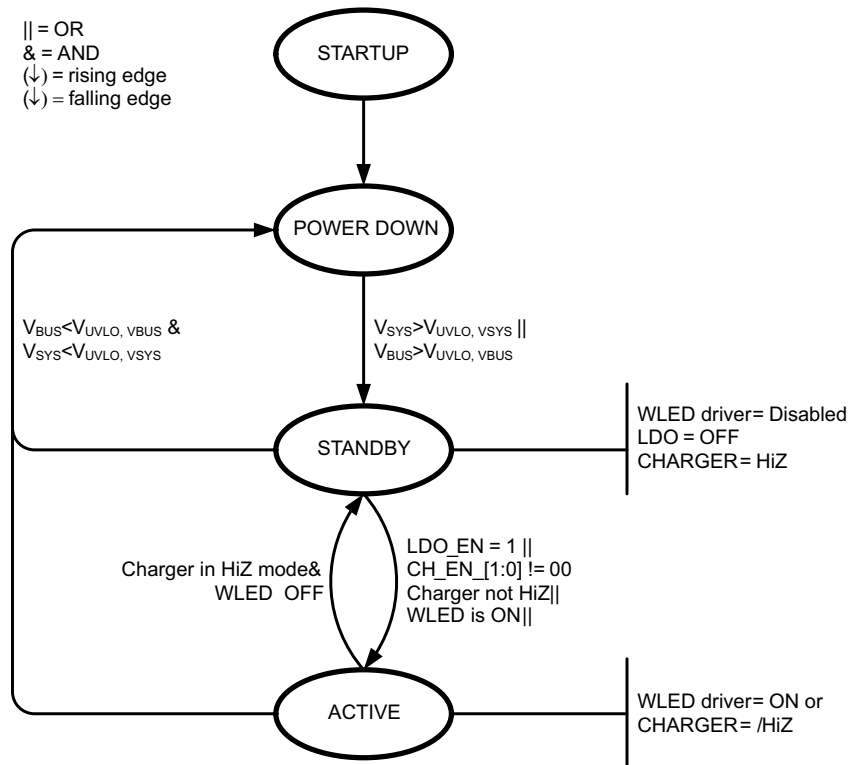 || = OR
& = AND
(↓) = rising edge
(↓) = falling edge
STARTUP
POWER DOWN
VBUS<VUVLO, VBUS &
VSYS<VUVLO, VSYS
VSYS>VUVLO, VSYS ||
VBUS>VUVLO, VBUS
STANDBY
WLED driver= Disabled
LDO = OFF
CHARGER= HiZ
Charger in HiZ mode&
WLED OFF
LDO_EN = 1 ||
CH_EN_[1:0] != 00
Charger not HiZ||
WLED is ON||
ACTIVE
WLED driver= ON or
CHARGER= /HiZ